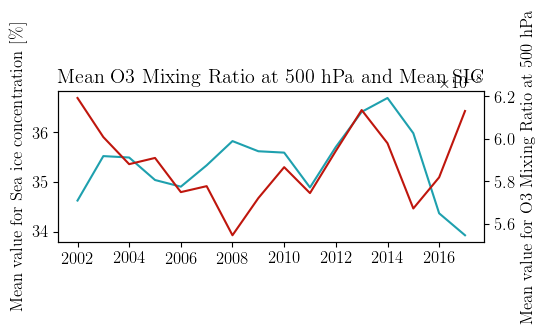 Mean O3 Mixing Ratio at 500 hPa and Mean SIC
Mean value for Sea ice concentration [%]
36
35
34
2002 2004 2006 2008 2010 2012 2014 2016
6.2
6.0
5.8
5.6
Mean value for O3 Mixing Ratio at 500 hPa